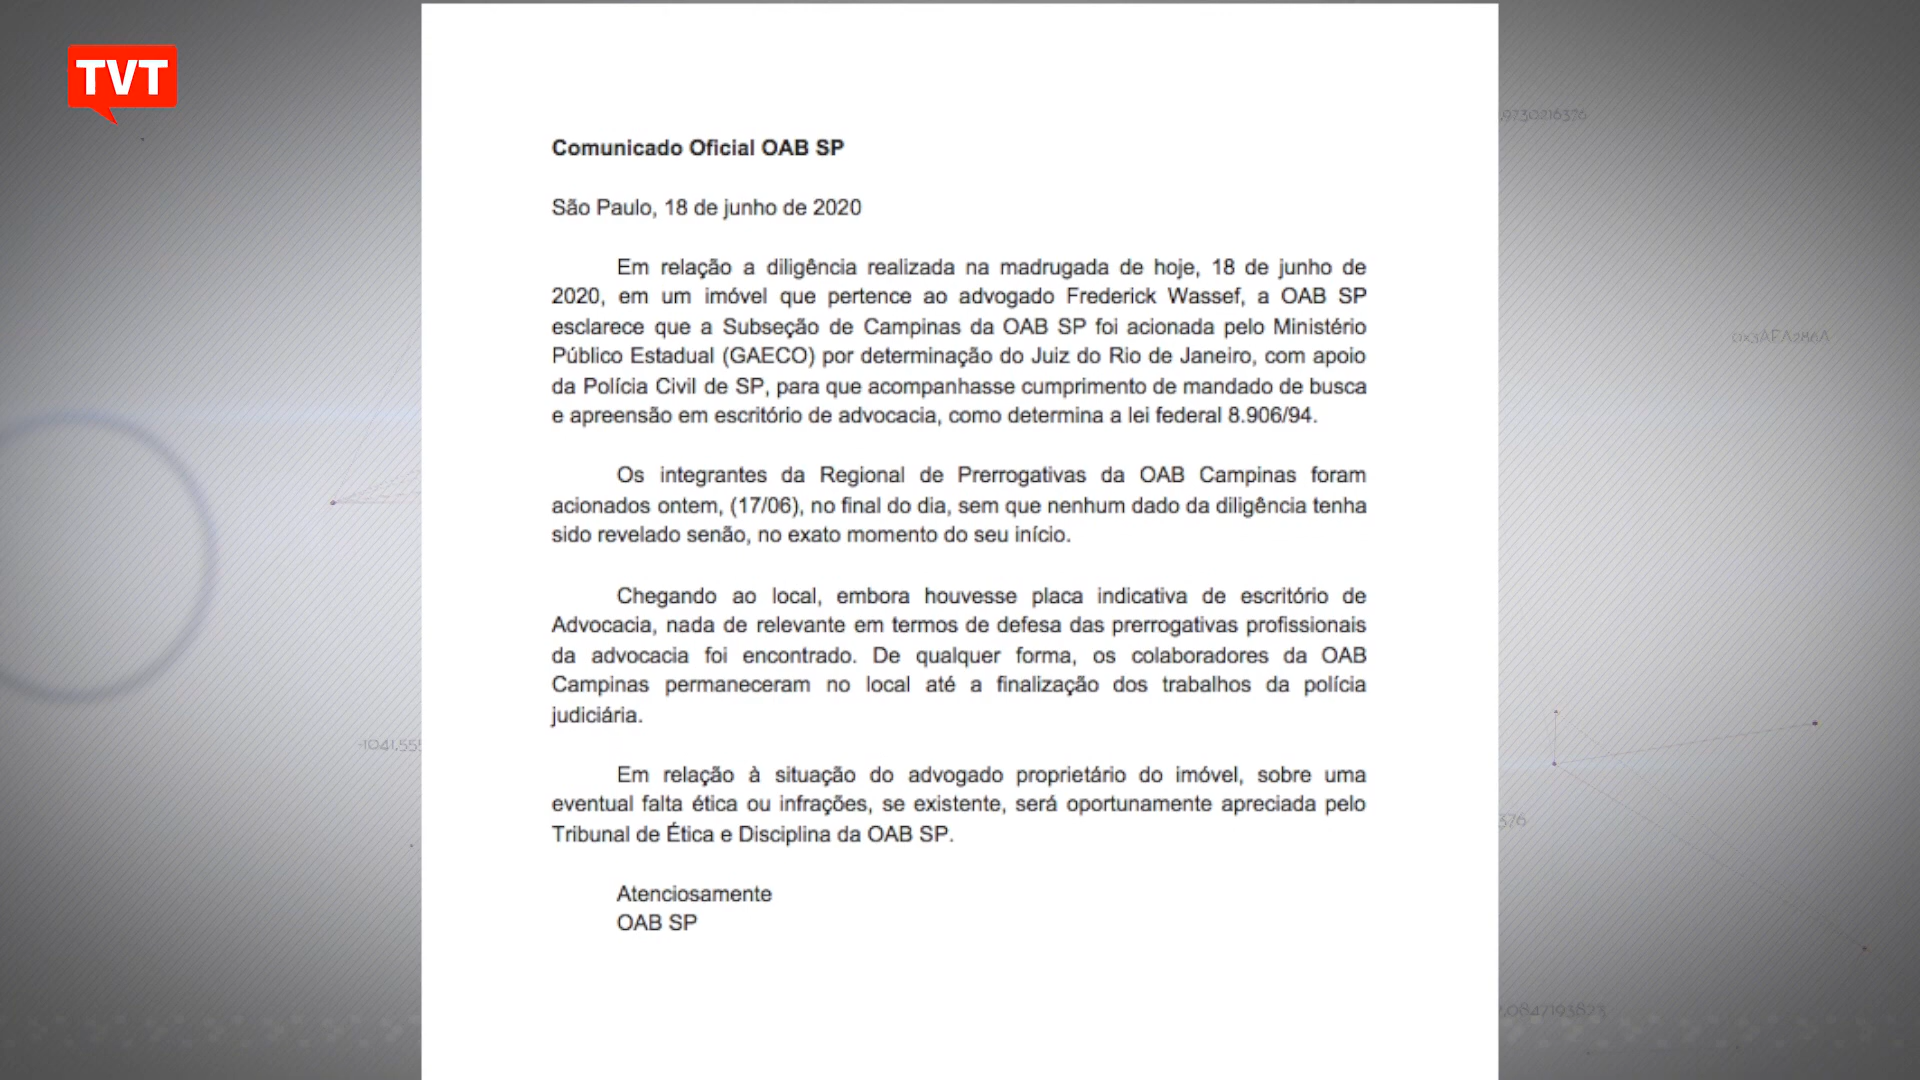 TVT
Comunicado Oficial OAB SP
São Paulo, 18 de junho de 2020
Em relação a diligência realizada na madrugada de hoje, 18 de junho de
2020, em um imóvel que pertence ao advogado Frederick Wassef, a OAB SP
esclarece que a Subseção de Campinas da OAB SP foi acionada pelo Ministério
Público Estadual (GAECO) por determinação do Juiz do Rio de Janeiro, com apoio
da Polícia Civil de SP, para que acompanhasse cumprimento de mandado de busca
e apreensão em escritório de advocacia, como determina a lei federal 8.906/94.
Os integrantes da Regional de Prerrogativas da OAB Campinas foram
acionados ontem, (17/06), no final do dia, sem que nenhum dado da diligência tenha
sido revelado senão, no exato momento do seu início.
Chegando ao local, embora houvesse placa indicativa de escritório de
Advocacia, nada de relevante em termos de defesa das prerrogativas profissionais
da advocacia foi encontrado. De qualquer forma, os colaboradores da OAB
Campinas permaneceram no local até a finalização dos trabalhos da polícia
judiciária.
Em relação à situação do advogado proprietário do imóvel, sobre uma
eventual falta ética ou infrações, se existente, será oportunamente apreciada pelo
Tribunal de Ética e Disciplina da OAB SP.
Atenciosamente
OAB SP
0x3AEA286A